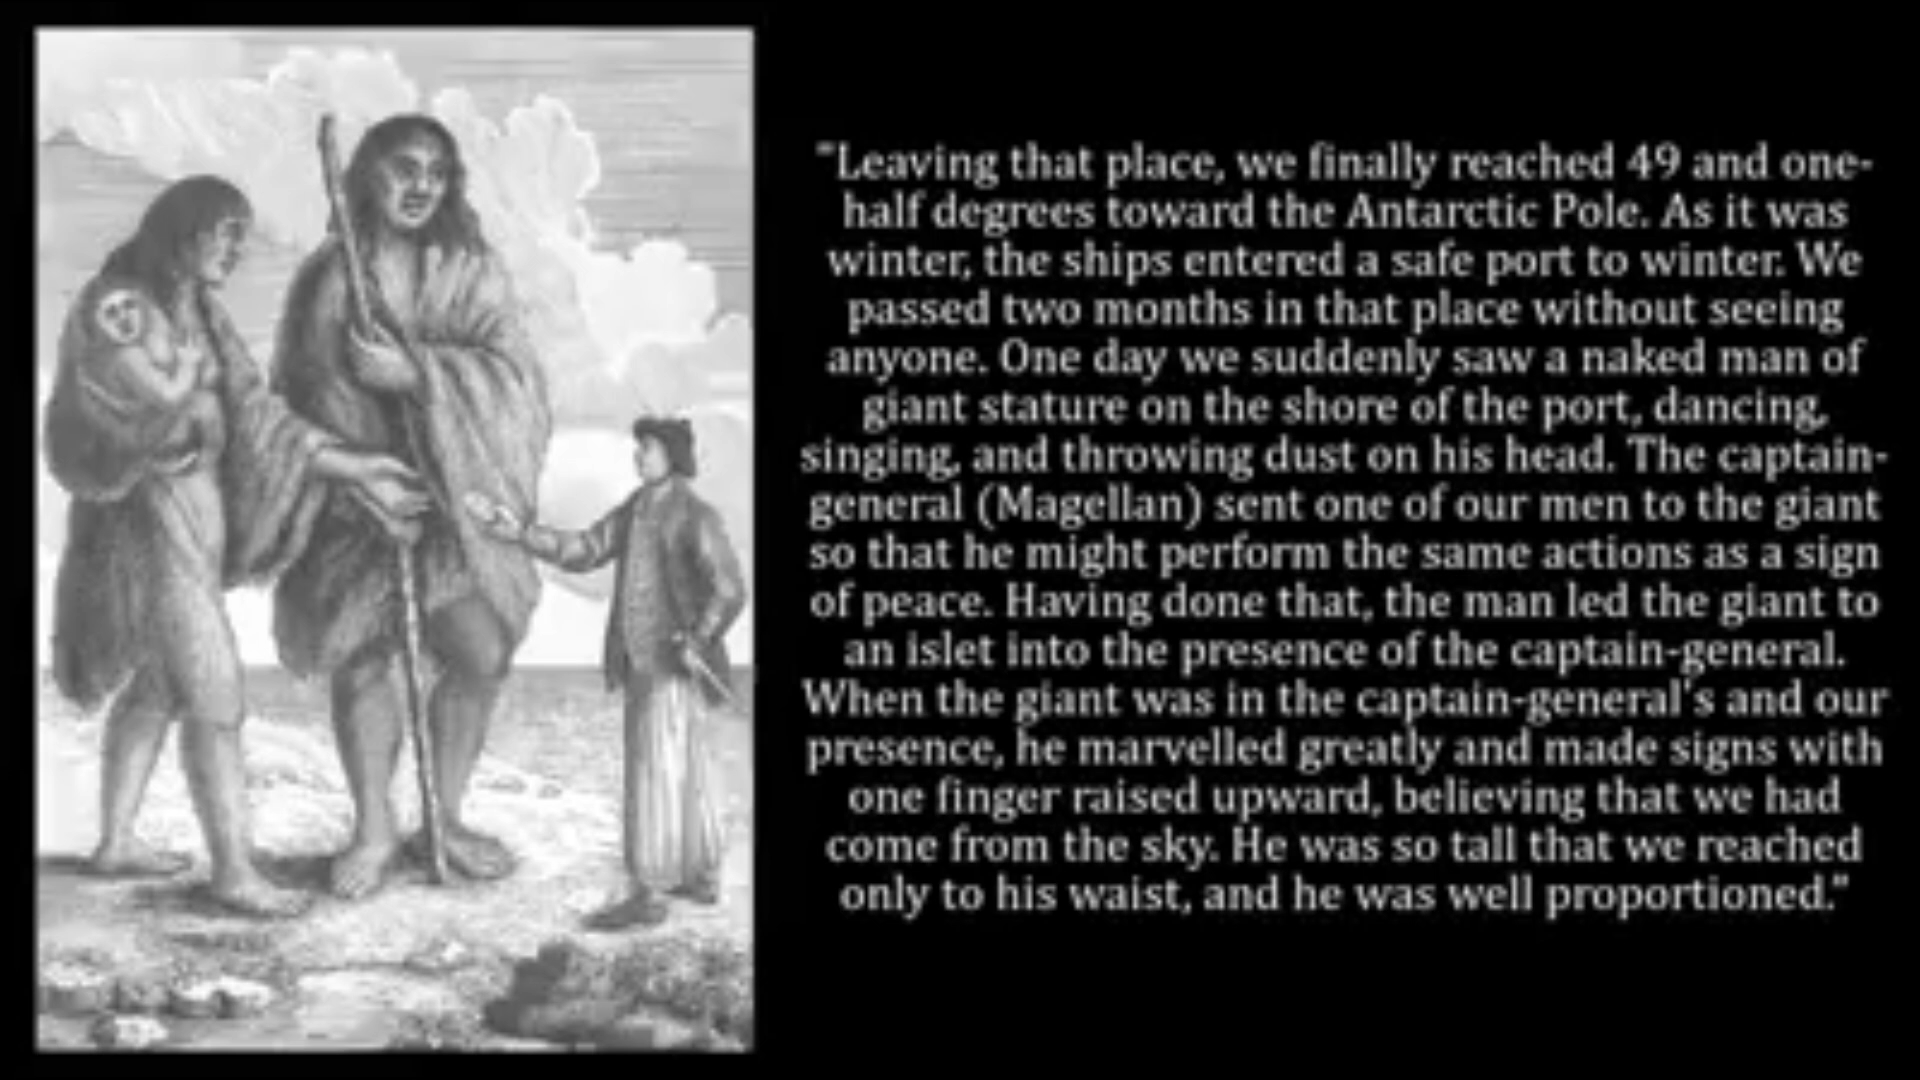 "Leaving that place, we finally reached 49 and one-
half degrees toward the Antarctic Pole. As it was
winter, the ships entered a safe port to winter. We
passed two months in that place without seeing
anyone. One day we suddenly saw a naked man of
giant stature on the shore of the port, dancing,
singing, and throwing dust on his head. The captain-
general (Magellan) sent one of our men to the giant
so that he might perform the same actions as a sign
of peace. Having done that, the man led the giant to
an islet into the presence of the captain-general.
When the giant was in the captain-general's and our
presence, he marvelled greatly and made signs with
one finger raised upward, believing that we had
come from the sky. He was so tall that we reached
only to his waist, and he was well proportioned."